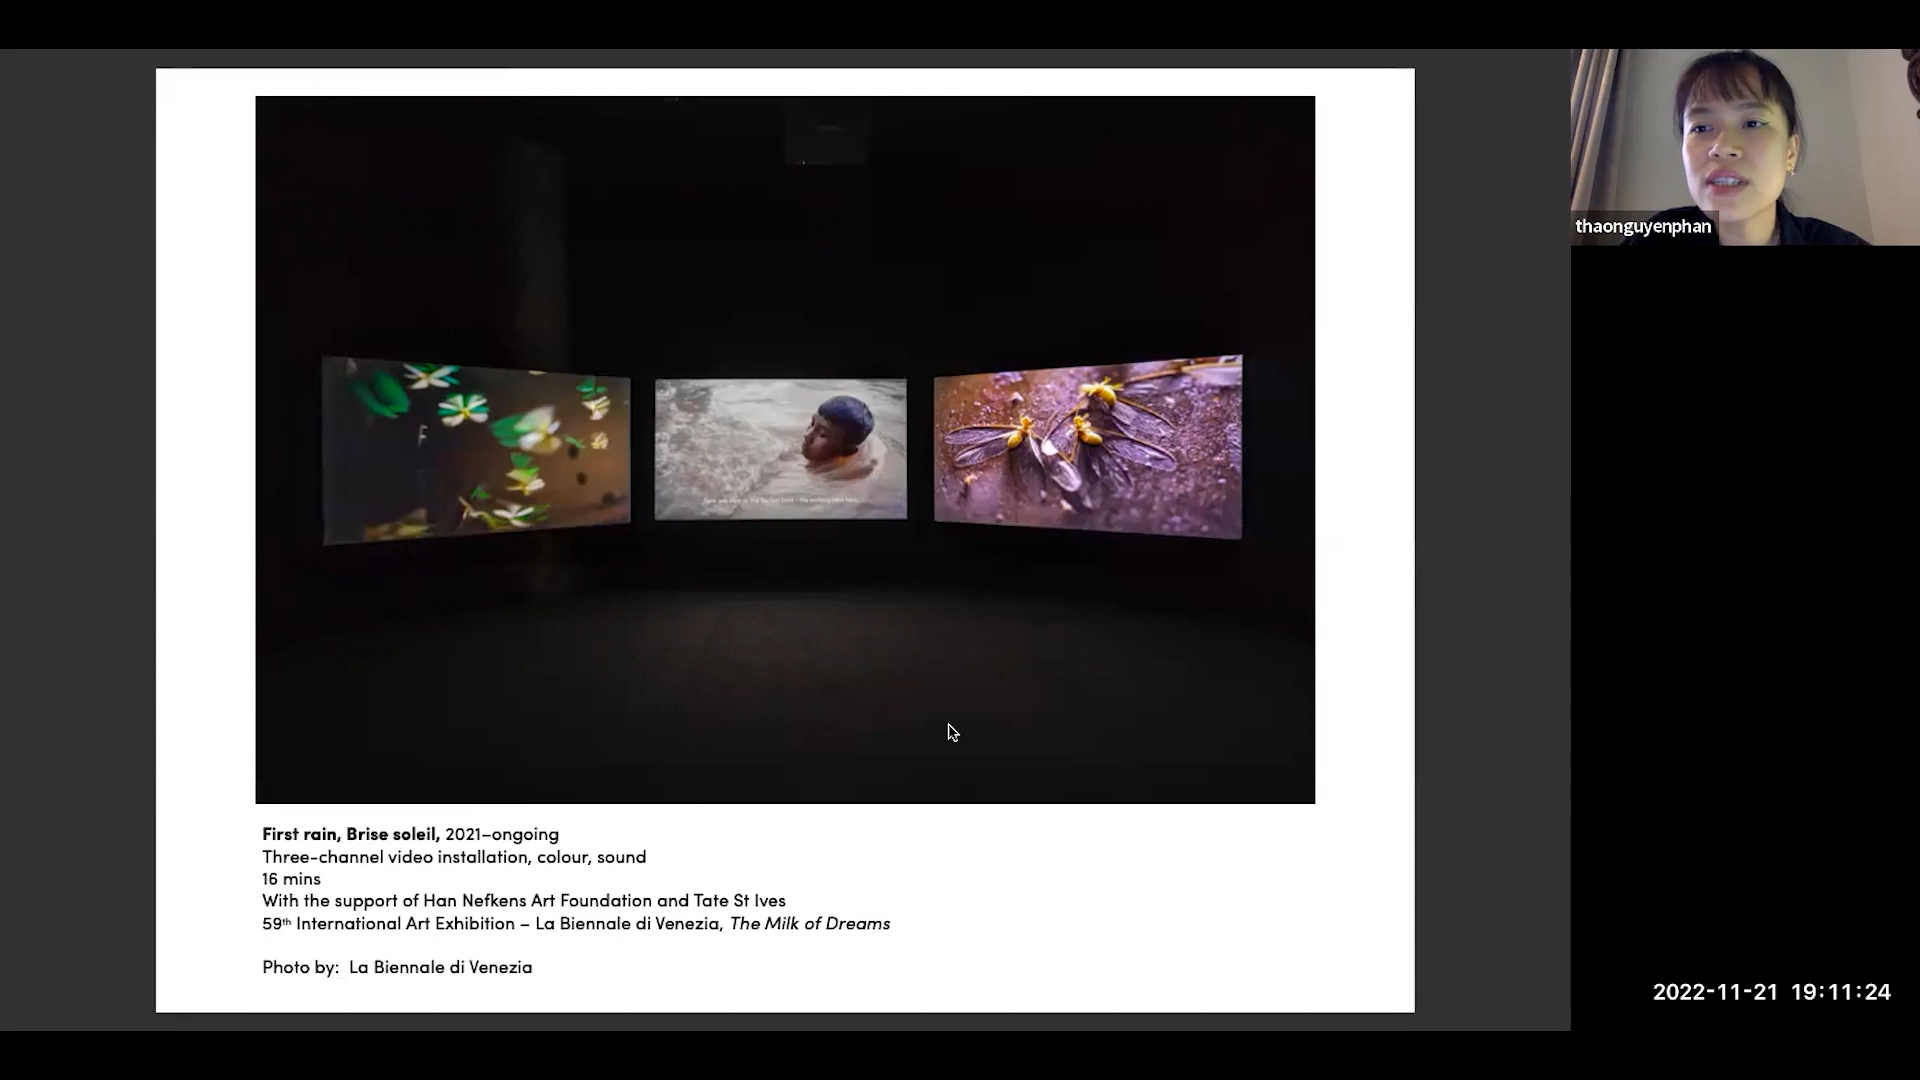 thaonguyenphan
First rain, Brise soleil, 2021–ongoing
Three-channel video installation, colour, sound
16 mins
With the support of Han Nefkens Art Foundation and Tate St Ives
59th International Art Exhibition – La Biennale di Venezia, The Milk of Dreams
Photo by: La Biennale di Venezia
2022-11-21 19:11:24